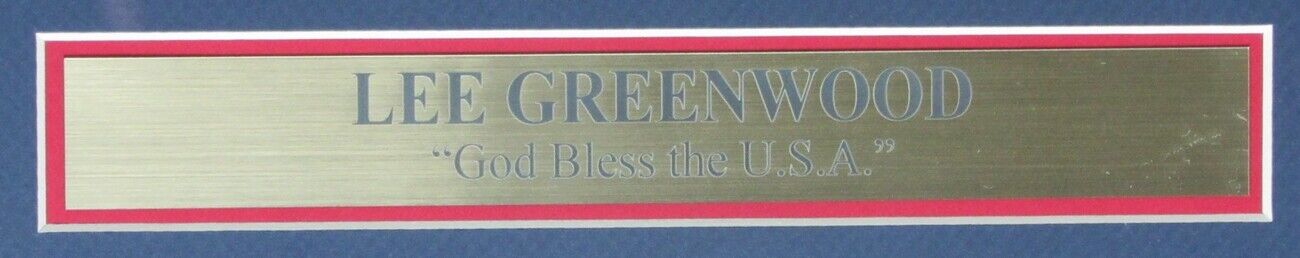 LEE GREENWOOD
“God Bless the U.S.A.”